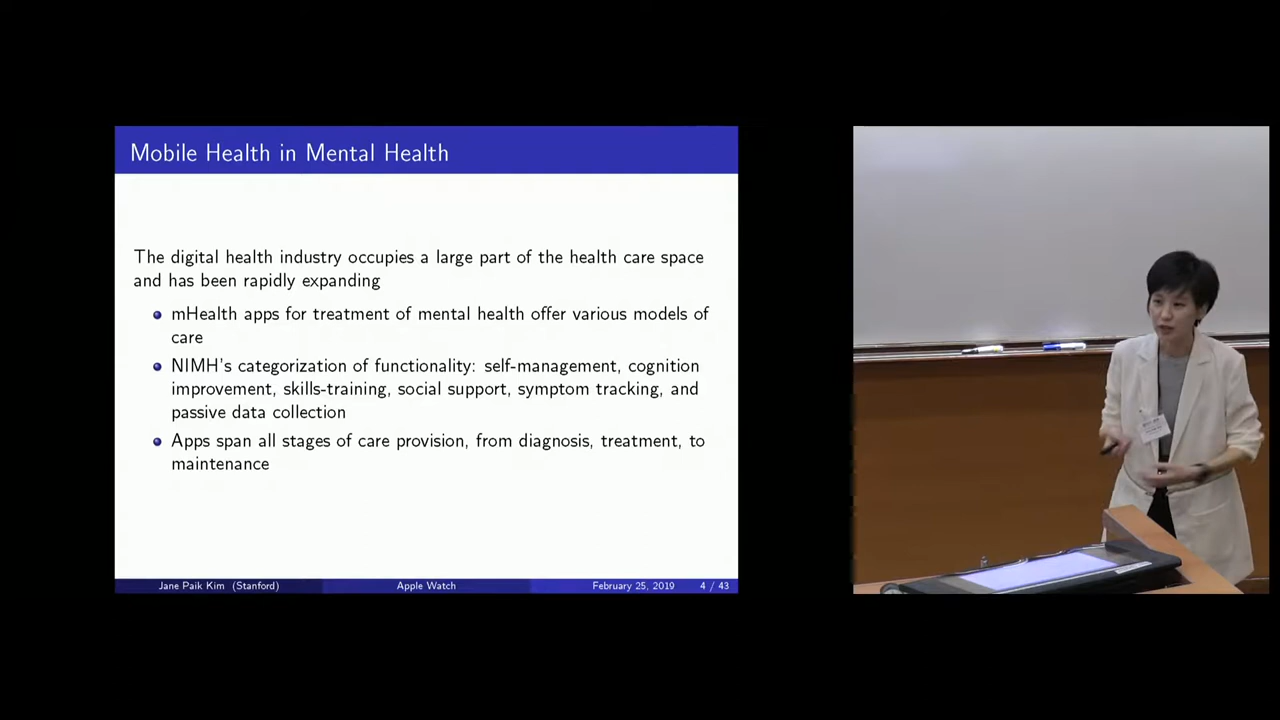 Mobile Health in Mental Health
The digital health industry occupies a large part of the health care space
and has been rapidly expanding
mHealth apps for treatment of mental health offer various models of
care
NIMH's categorization of functionality: self-management, cognition
improvement, skills-training, social support, symptom tracking, and
passive data collection
Apps span all stages of care provision, from diagnosis, treatment, to
maintenance
Jane Paik Kim (Stanford) Apple Watch February 25, 2019 4 / 43